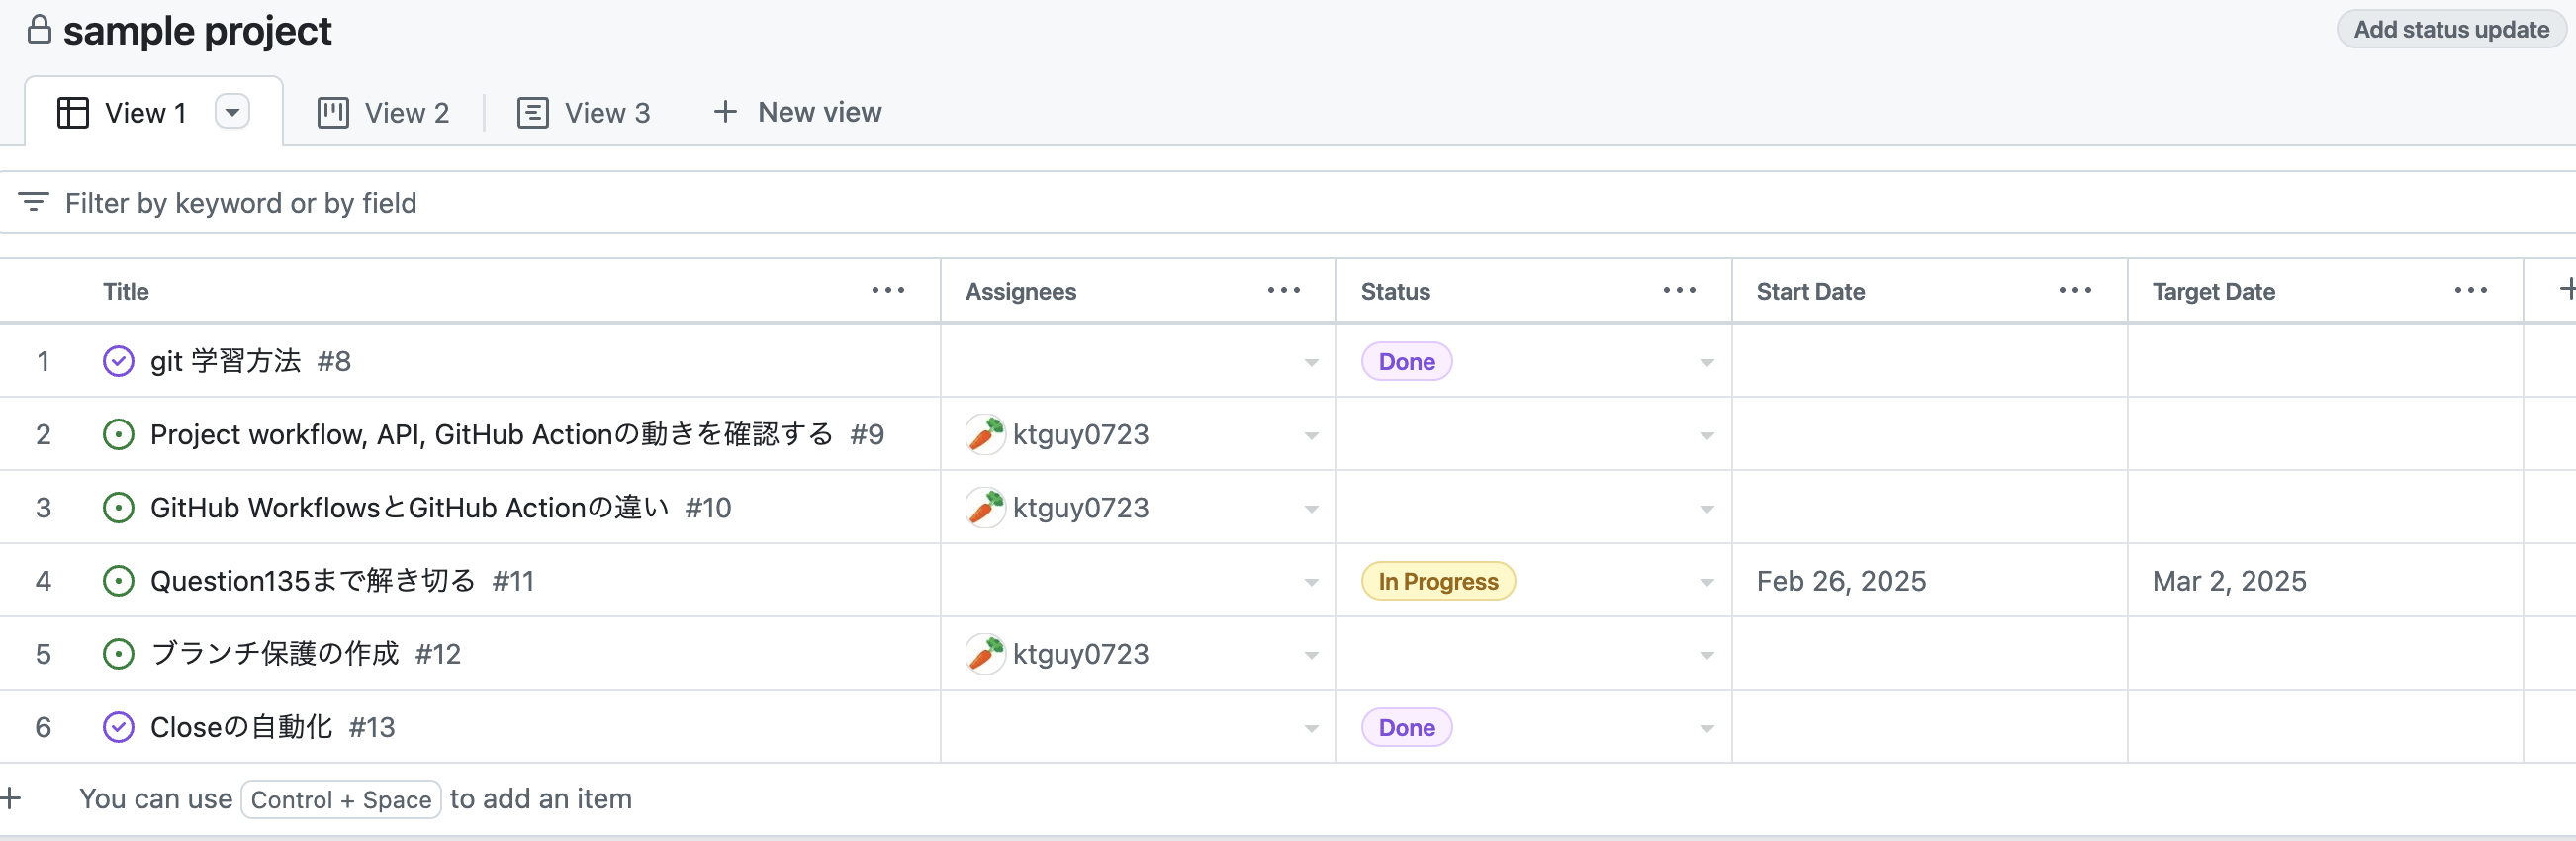 sample project
Add status update
View 1
View 2
View 3
New view
Filter by keyword or by field
Title Assignees Status Start Date Target Date
1 git 学習方法 #8 Done
2 Project workflow, API, GitHub Actionの動きを確認する #9 ktguy0723
3 GitHub WorkflowsとGitHub Actionの違い #10 ktguy0723
4 Question135まで解き切る #11 In Progress Feb 26, 2025 Mar 2, 2025
5 ブランチ保護の作成 #12 ktguy0723
6 Closeの自動化 #13 Done
You can use Control + Space to add an item